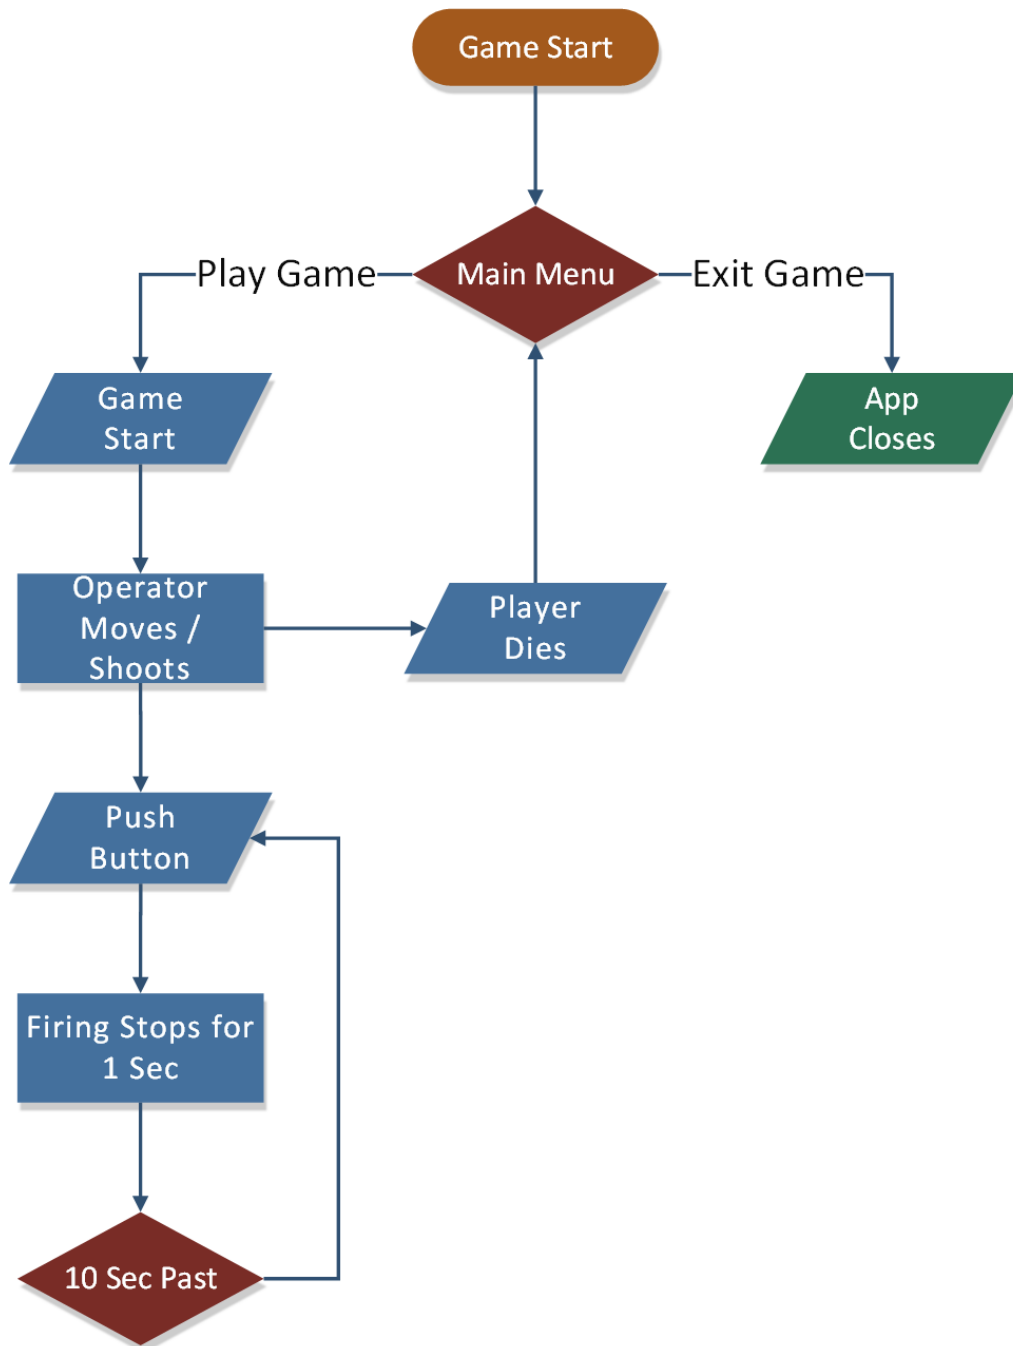 Game Start
Main Menu
Play Game
Exit Game
Game
Start
App
Closes
Operator
Moves /
Shoots
Player
Dies
Push
Button
Firing Stops for
1 Sec
10 Sec Past